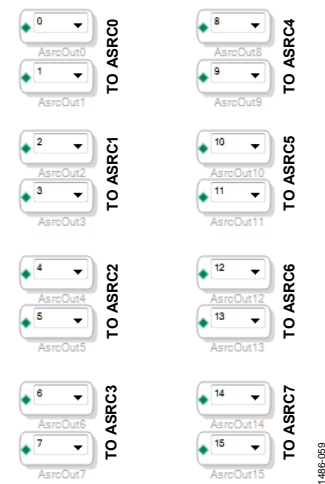 0
AsrcOut0
1
AsrcOut1
TO ASRC0
2
AsrcOut2
3
AsrcOut3
TO ASRC1
4
AsrcOut4
5
AsrcOut5
TO ASRC2
6
AsrcOut6
7
AsrcOut7
TO ASRC3
8
AsrcOut8
9
AsrcOut9
TO ASRC4
10
AsrcOut10
11
AsrcOut11
TO ASRC5
12
AsrcOut12
13
AsrcOut13
TO ASRC6
14
AsrcOut14
15
AsrcOut15
TO ASRC7
1486-059